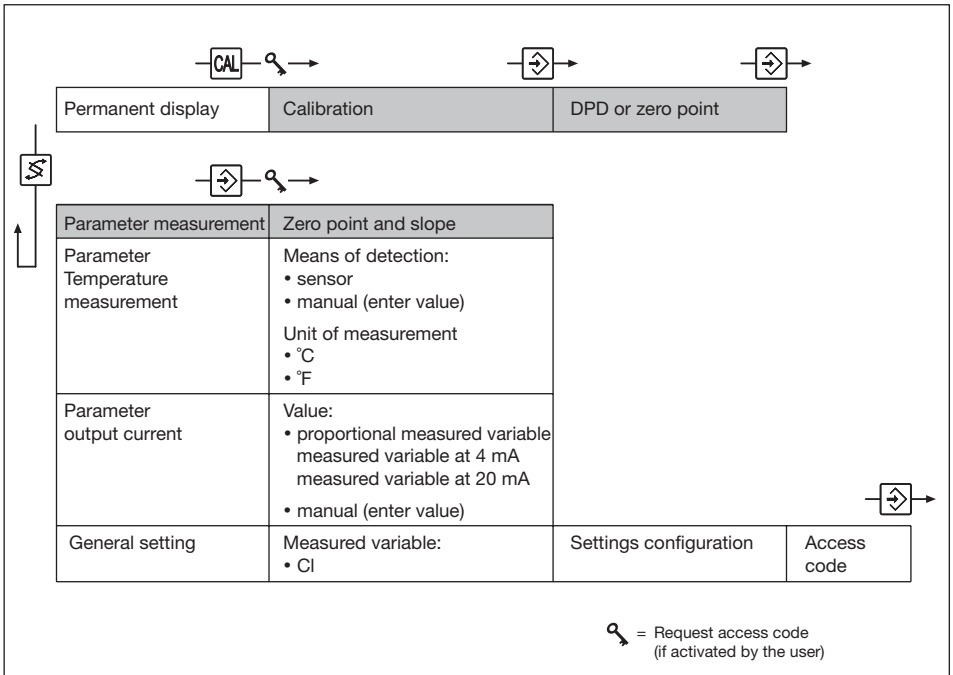 CAL
Permanent display
Calibration
DPD or zero point
Parameter measurement
Zero point and slope
Parameter
Temperature
measurement
Means of detection:
• sensor
• manual (enter value)
Unit of measurement
• °C
• °F
Parameter
output current
Value:
• proportional measured variable
measured variable at 4 mA
measured variable at 20 mA
• manual (enter value)
General setting
Measured variable:
• Cl
Settings configuration
Access
code
= Request access code
(if activated by the user)